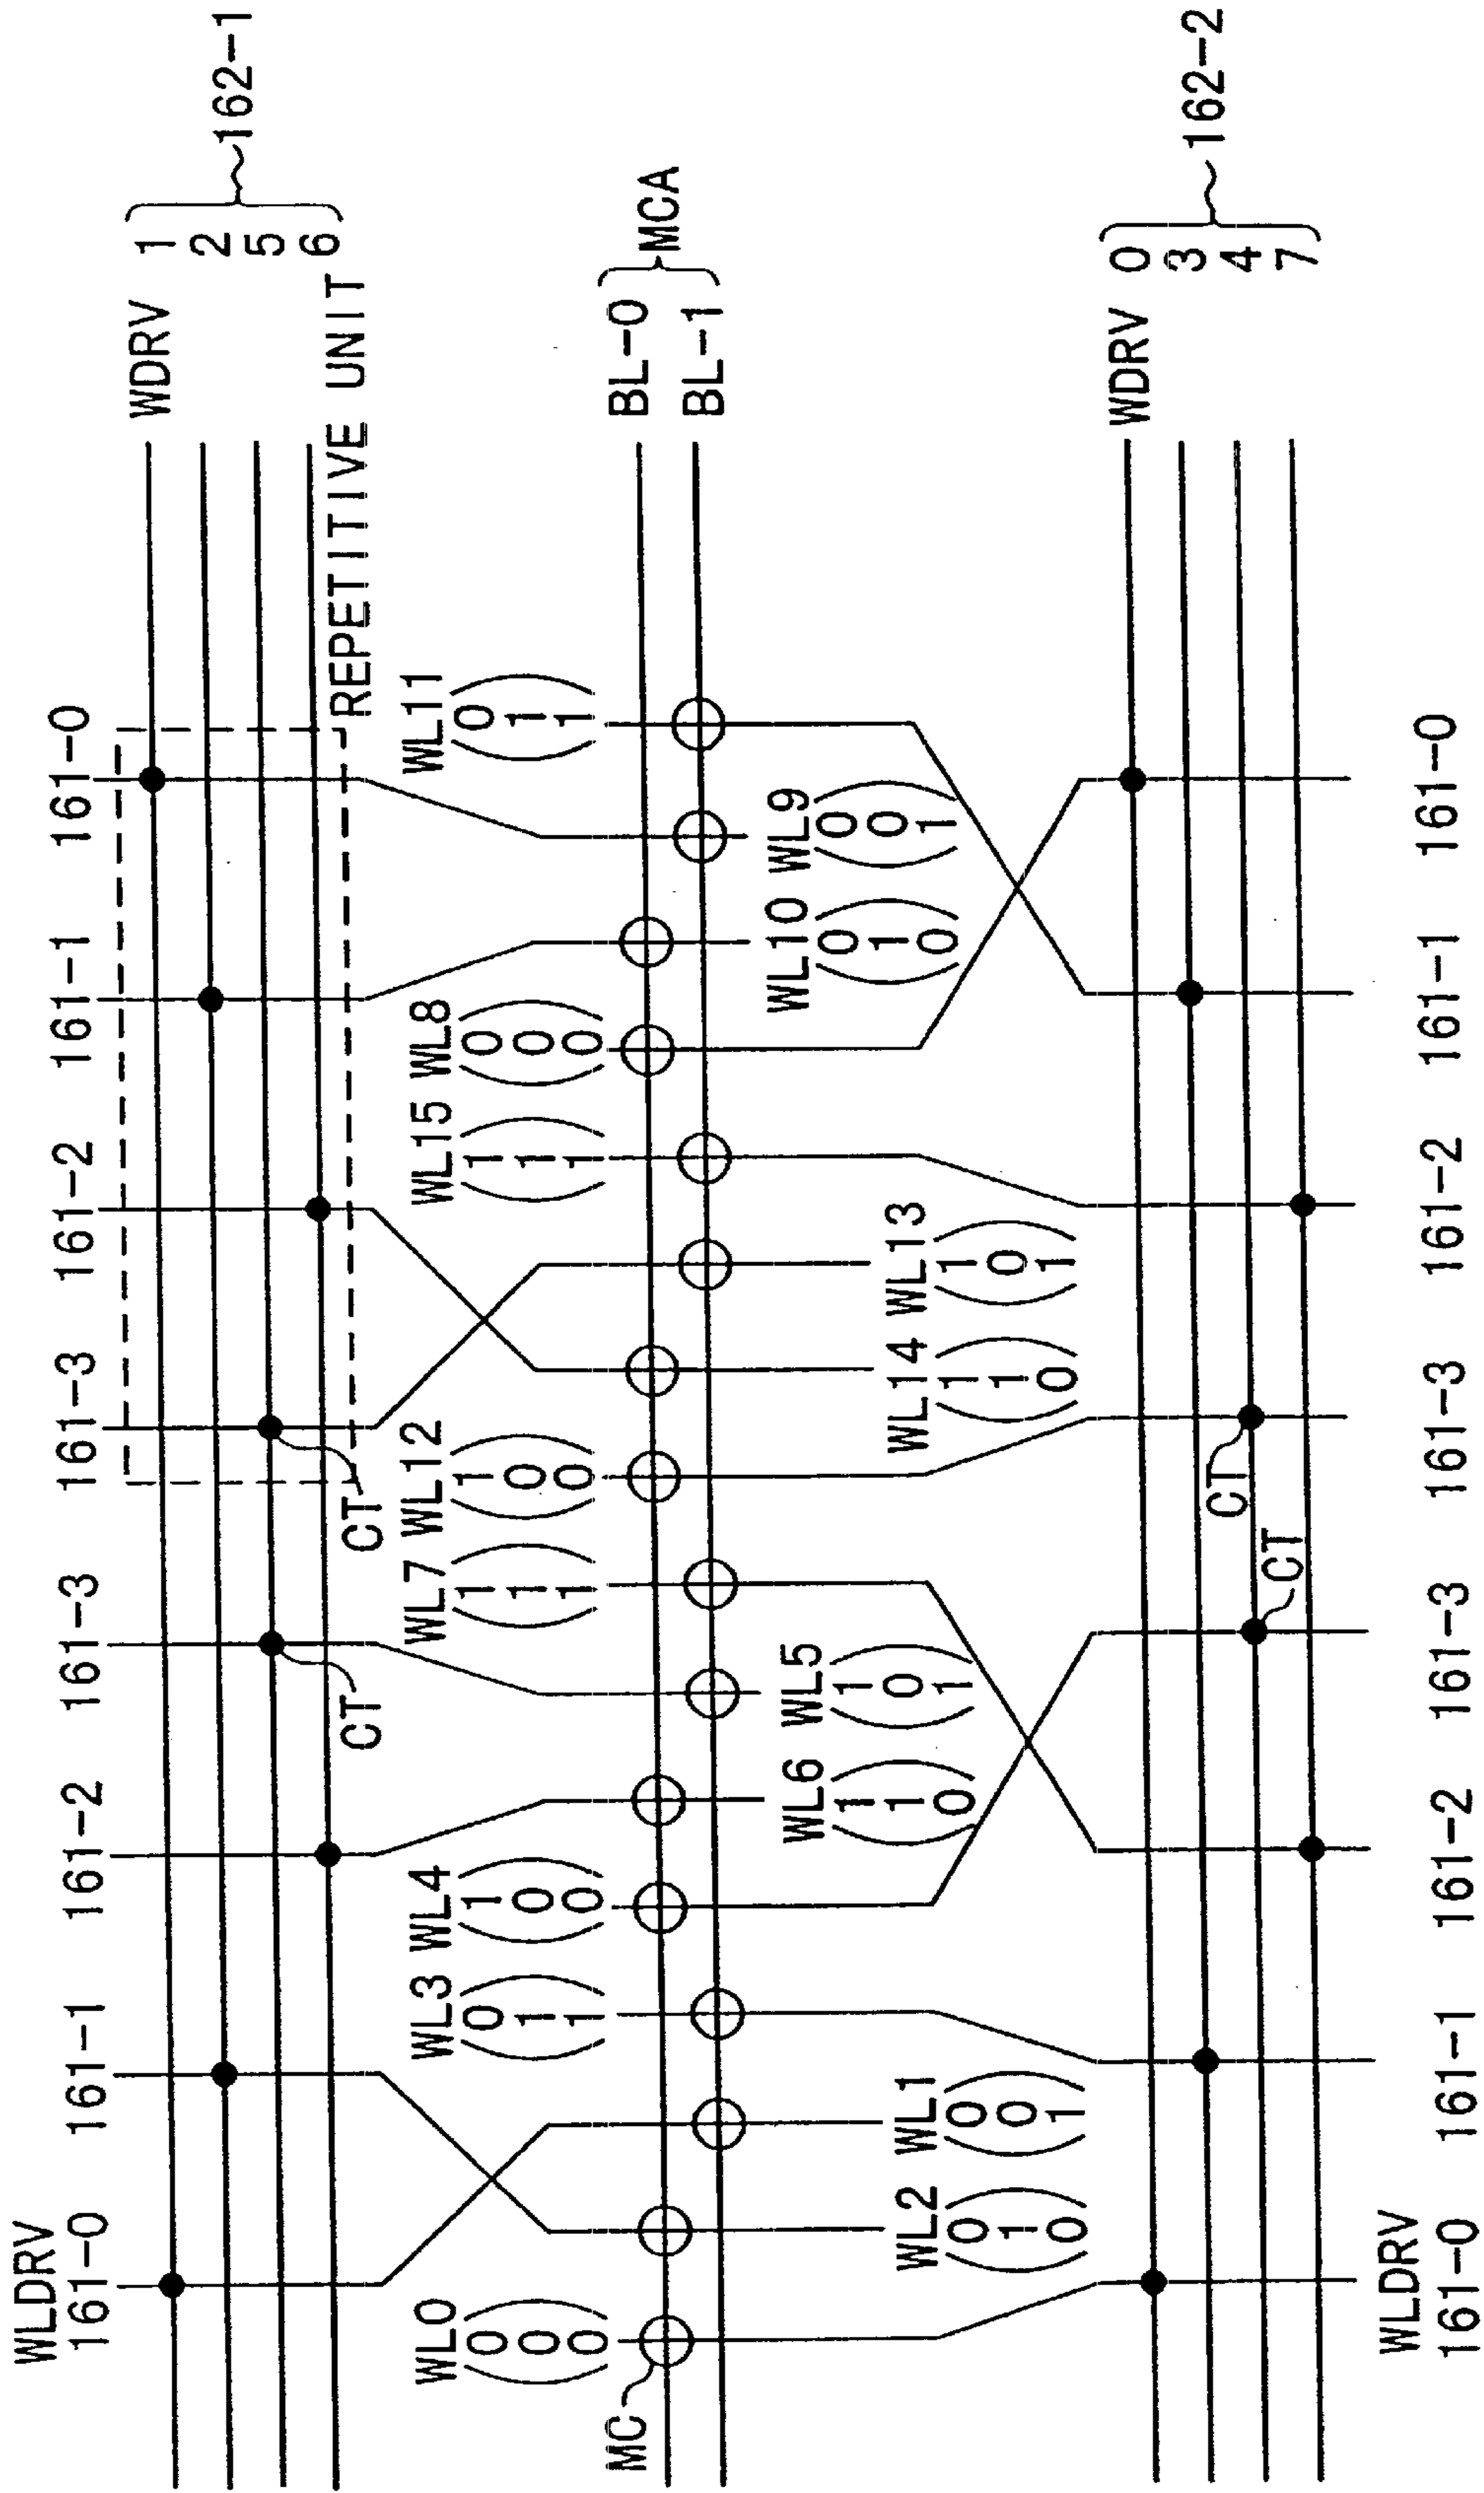 WLDRV
161-0 161-1 161-2 161-3 161-3 161-2 161-1 161-0
WDRV 1
2
5
6
162-1
REPETITIVE UNIT
CT CT
WL0 WL3 WL4 WL7 WL12 WL15 WL8 WL11
(0 (0 (1 (1 (1 (1 (0 (0
0 1 0 1 0 1 0 1
0) 1) 0) 1) 0) 1) 0) 1)
MC
BL-0
BL-1
MCA
WL6 WL5 WL10 WL9
(1 (1 (0 (0
1 0 1 0
0) 1) 0) 1)
WL2 WL1 WL14 WL13
(0 (0 (1 (1
1 0 1 0
0) 1) 0) 1)
WDRV 0
3
4
7
162-2
CT CT
WLDRV
161-0 161-1 161-2 161-3 161-3 161-2 161-1 161-0